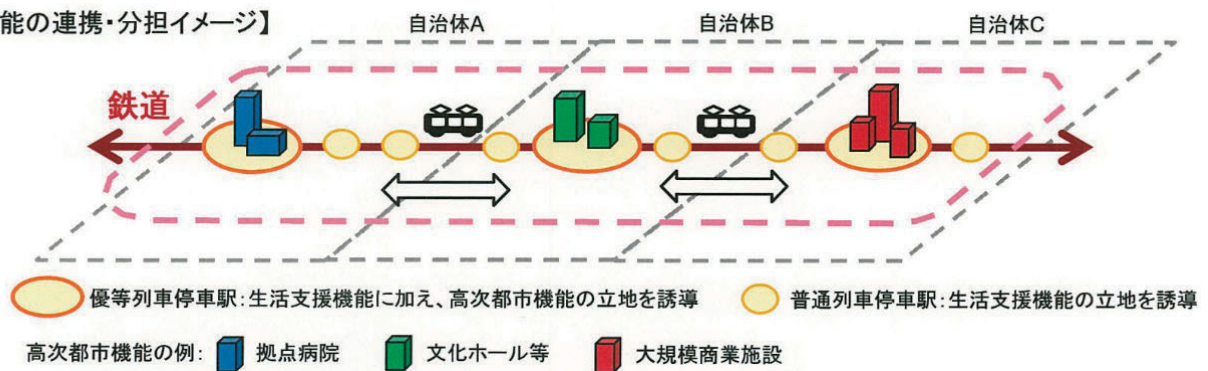 能の連携・分担イメージ】
自治体A 自治体B 自治体C
鉄道
優等列車停車駅:生活支援機能に加え、高次都市機能の立地を誘導 普通列車停車駅:生活支援機能の立地を誘導
高次都市機能の例: 拠点病院 文化ホール等 大規模商業施設